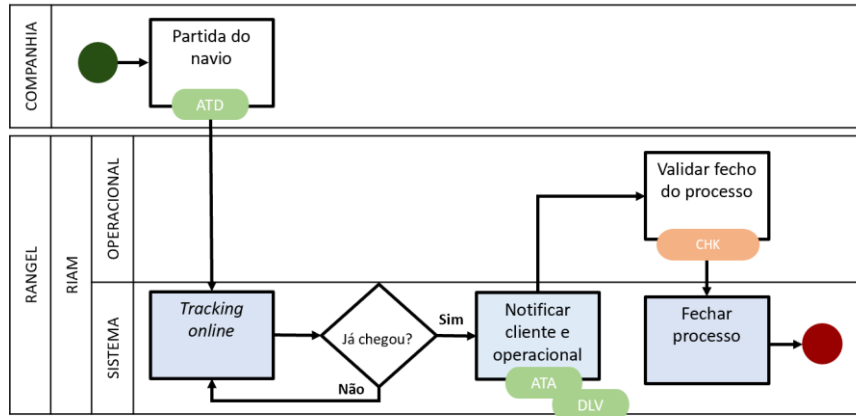 COMPANHIA
Partida do
navio
ATD
RANGEL
RIAM
OPERACIONAL
Validar fecho
do processo
CHK
SISTEMA
Tracking
online
Já chegou?
Sim
Não
Notificar
cliente e
operacional
ATA
DLV
Fechar
processo